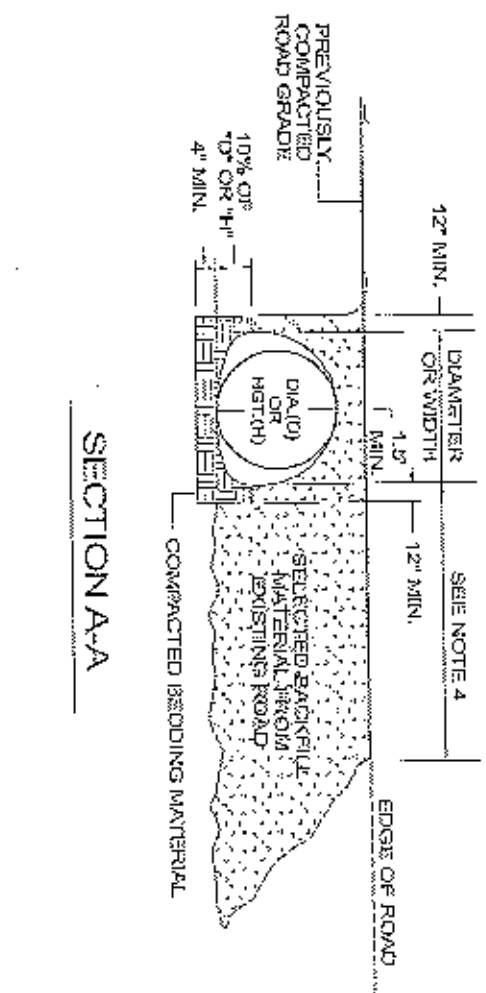 PREVIOUSLY
COMPACTED
ROAD GRADE
12" MIN.
DIAMETER
OR WIDTH
SEE NOTE 4
EDGE OF ROAD
1.5"
MIN.
12" MIN.
10% OF
"D" OR "H"
4" MIN.
DIA.(D)
OR
HGT.(H)
SELECTED BACKFILL
MATERIAL FROM
EXISTING ROAD
COMPACTED BEDDING MATERIAL
SECTION A-A